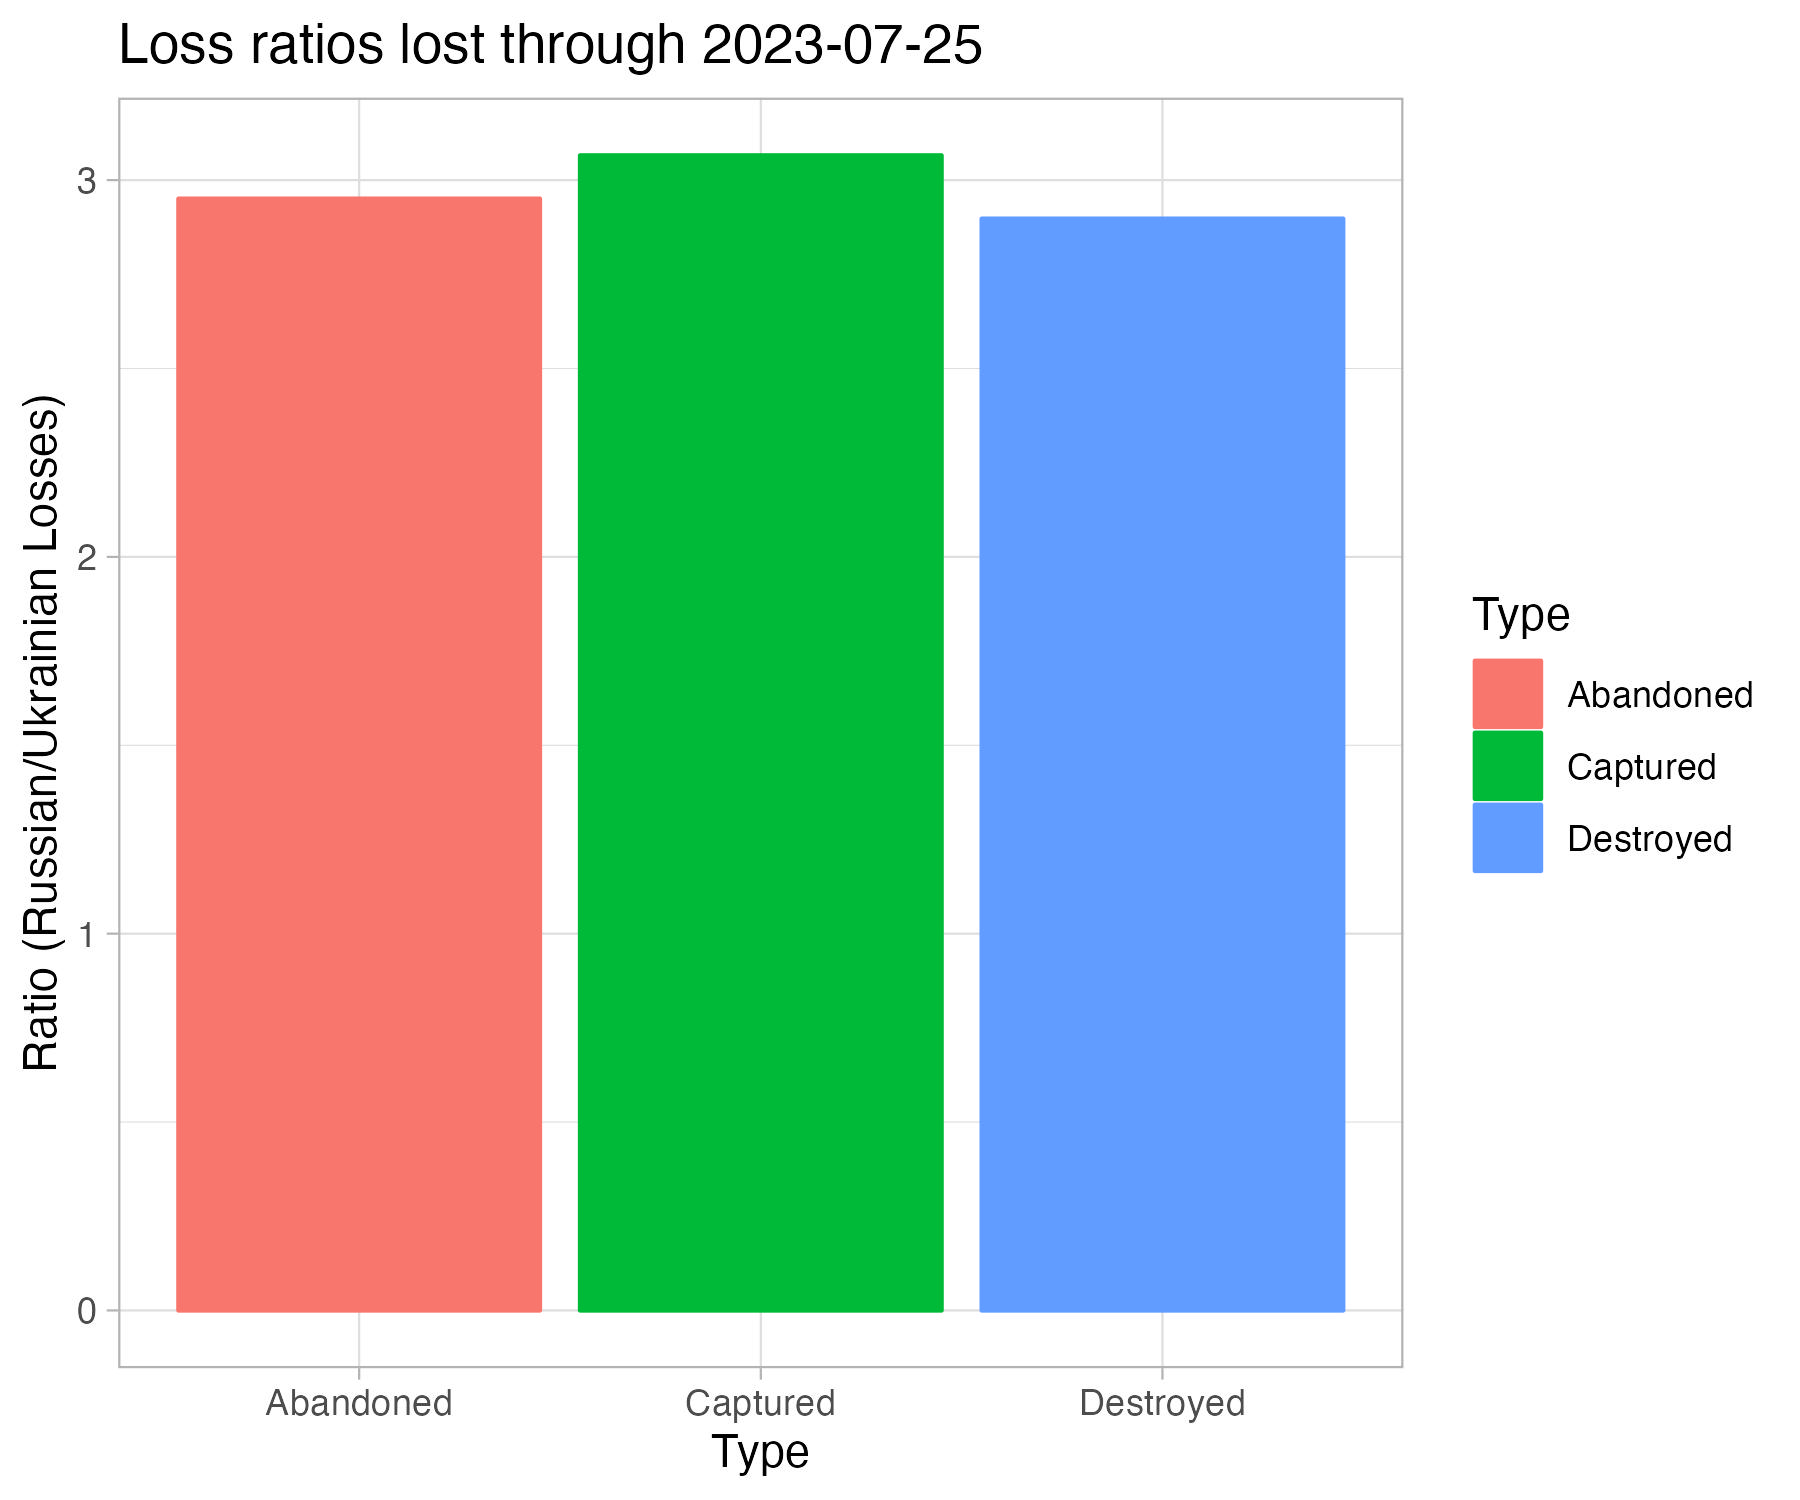 Loss ratios lost through 2023-07-25
Ratio (Russian/Ukrainian Losses)
3
2
1
0
Abandoned
Captured
Destroyed
Type
Type
Abandoned
Captured
Destroyed